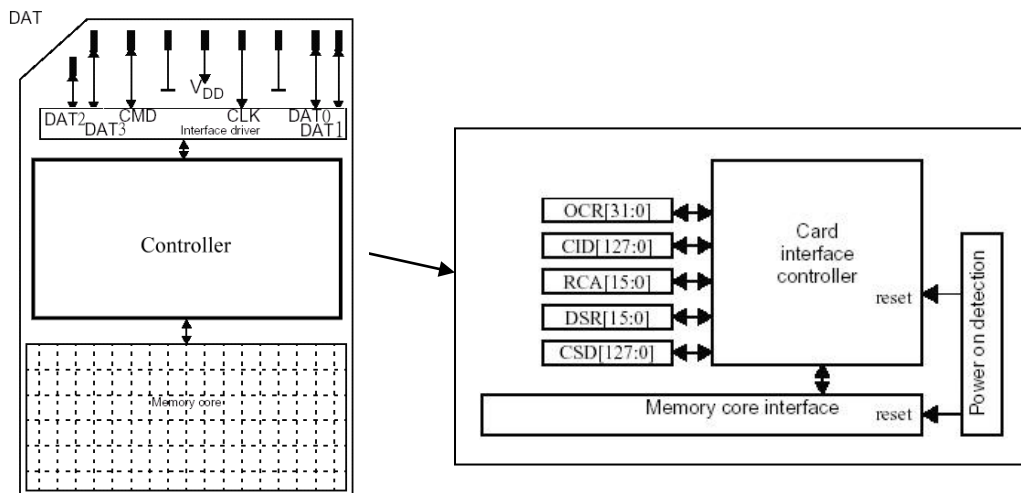 DAT
V DD
DAT2 CMD CLK DAT0
DAT3 Interface driver DAT1
Controller
Memory core
OCR[31:0]
CID[127:0]
RCA[15:0]
DSR[15:0]
CSD[127:0]
Card
interface
controller
reset
Memory core interface
reset
Power on detection